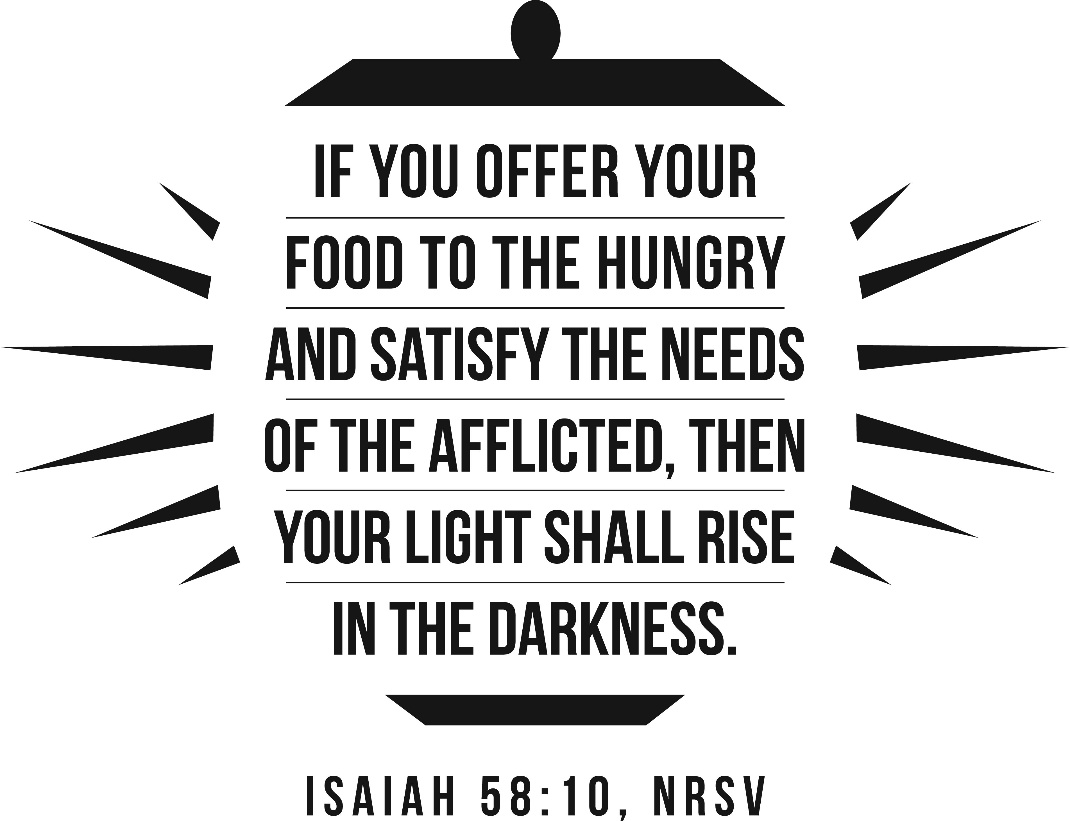 IF YOU OFFER YOUR
FOOD TO THE HUNGRY
AND SATISFY THE NEEDS
OF THE AFFLICTED, THEN
YOUR LIGHT SHALL RISE
IN THE DARKNESS.
ISAIAH 58:10, NRSV